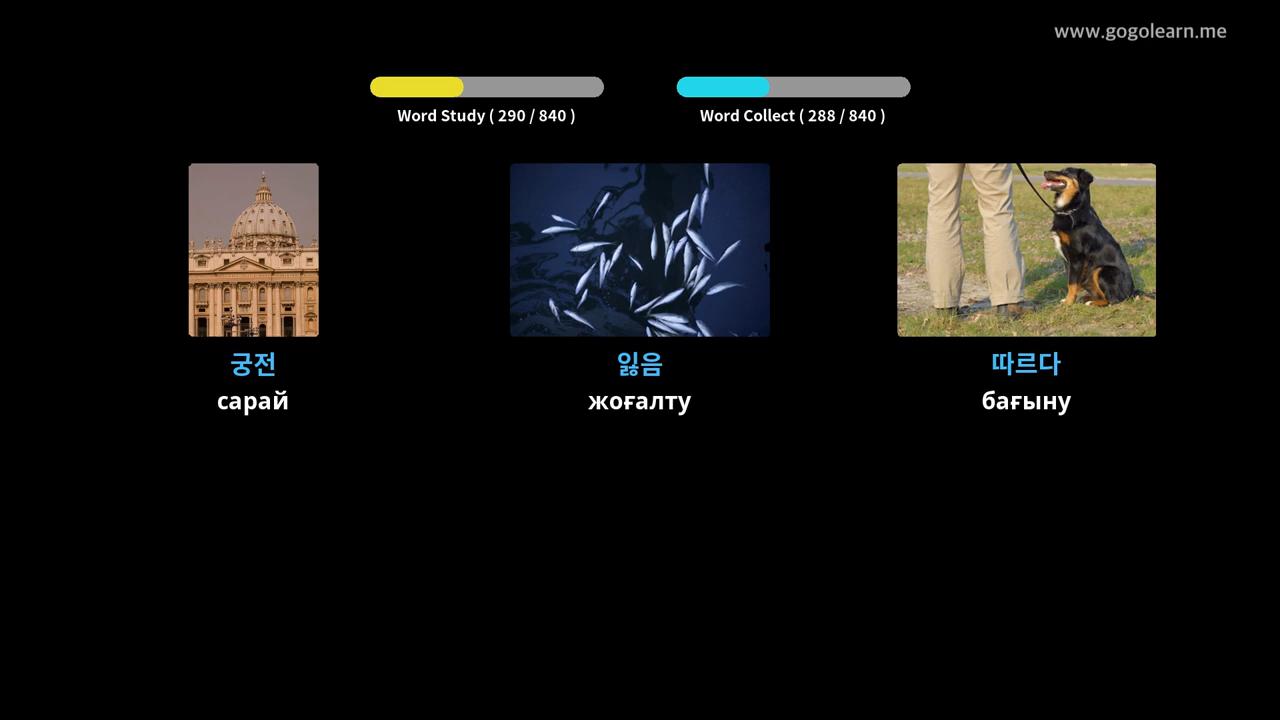 www.gogolearn.me
Word Study ( 290 / 840 )
Word Collect ( 288 / 840 )
궁전
сарай
잃음
жоғалту
따르다
бағыну